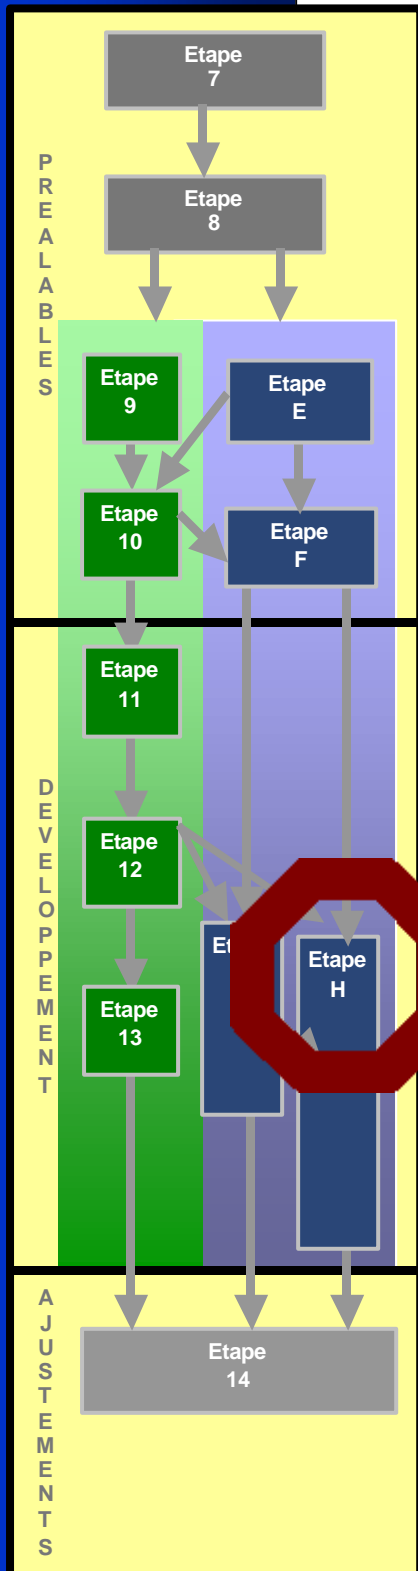 PREALABLES
Etape
7
Etape
8
Etape
9
Etape
E
Etape
10
Etape
F
DEVELOPPEMENT
Etape
11
Etape
12
Etape
H
Etape
13
AJUSTEMENTS
Etape
14